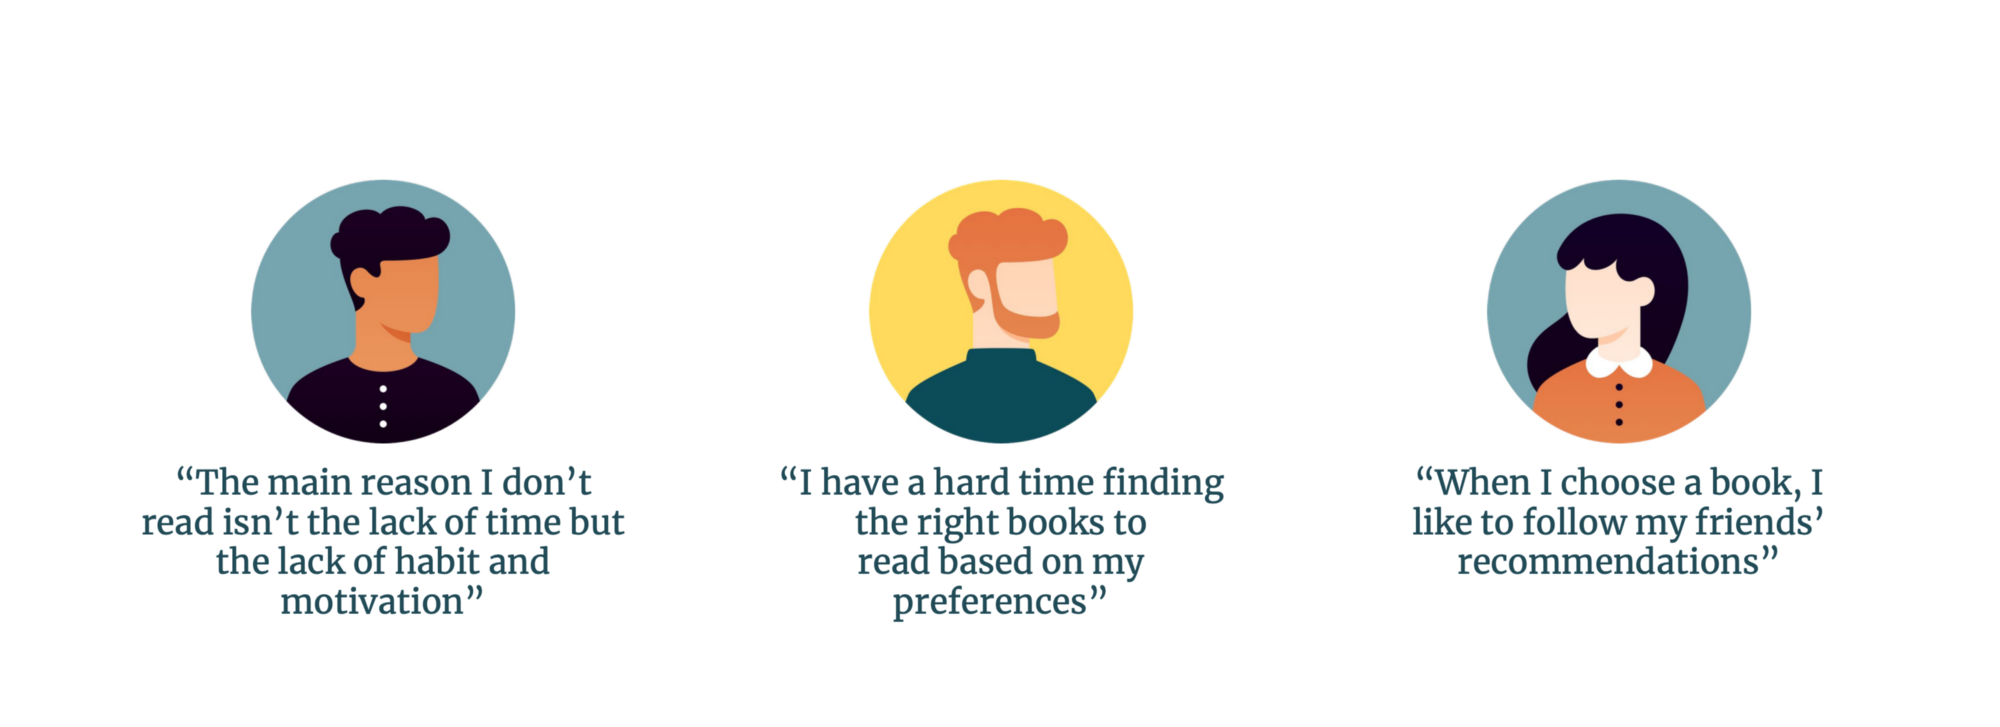 “The main reason I don’t
read isn’t the lack of time but
the lack of habit and
motivation”
“I have a hard time finding
the right books to
read based on my
preferences”
“When I choose a book, I
like to follow my friends’
recommendations”